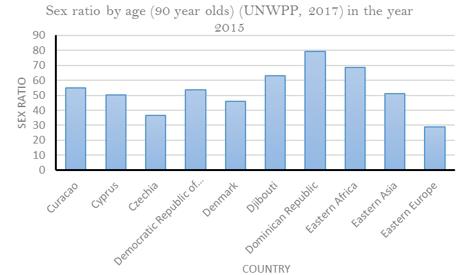 Sex ratio by age (90 year olds) (UNWPP, 2017) in the year
2015
90
80
70
60
50
40
30
20
10
0
SEX RATIO
Curacao
Cyprus
Czechia
Democratic Republic of…
Denmark
Djibouti
Dominican Republic
Eastern Africa
Eastern Asia
Eastern Europe
COUNTRY